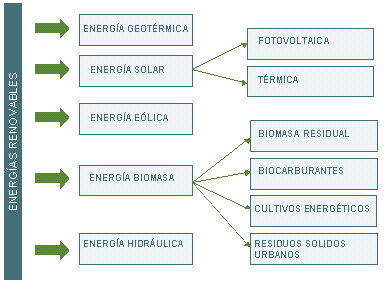 ENERGÍAS RENOVABLES
ENERGÍA GEOTÉRMICA
ENERGÍA SOLAR
FOTOVOLTAICA
TÉRMICA
ENERGÍA EÓLICA
ENERGÍA BIOMASA
BIOMASA RESIDUAL
BIOCARBURANTES
CULTIVOS ENERGÉTICOS
RESIDUOS SOLIDOS
URBANOS
ENERGÍA HIDRÁULICA